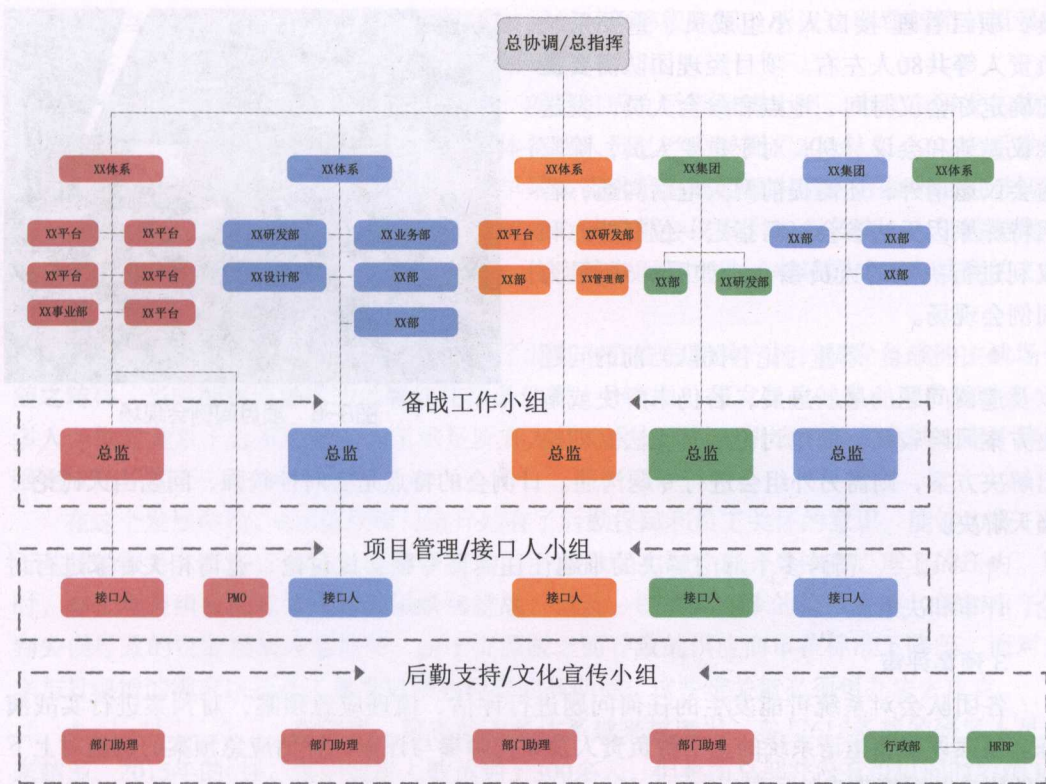 总协调/总指挥
XX体系 XX体系 XX体系 XX集团 XX集团 XX体系
XX平台 XX平台 XX研发部 XX业务部 XX平台 XX研发部 XX部 XX部
XX平台 XX平台 XX设计部 XX部 XX部 XX管理部 XX部 XX研发部 XX部
XX事业部 XX平台 XX部
备战工作小组
总监 总监 总监 总监 总监
项目管理/接口人小组
接口人 PMO 接口人 接口人 接口人 接口人
后勤支持/文化宣传小组
部门助理 部门助理 部门助理 部门助理 行政部 HRBP